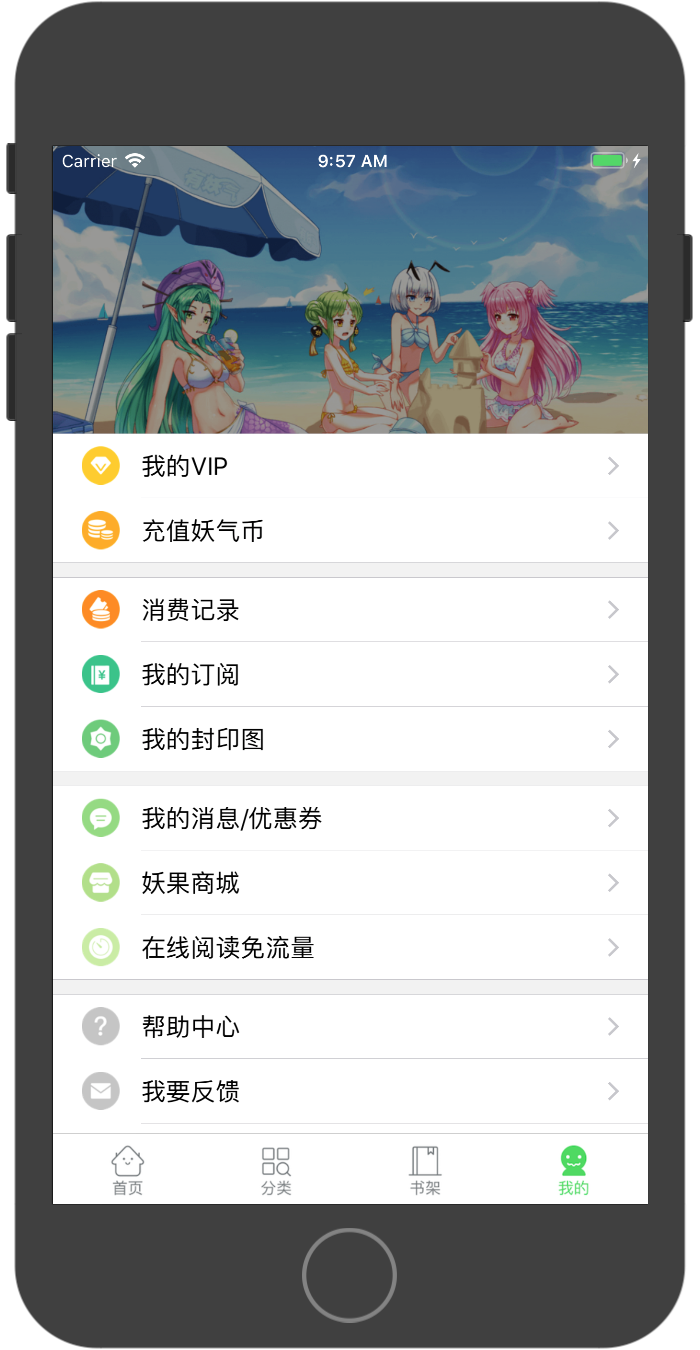 Carrier 9:57 AM
有妖气
我的VIP
充值妖气币
消费记录
我的订阅
我的封印图
我的消息/优惠券
妖果商城
在线阅读免流量
帮助中心
我要反馈
首页 分类 书架 我的